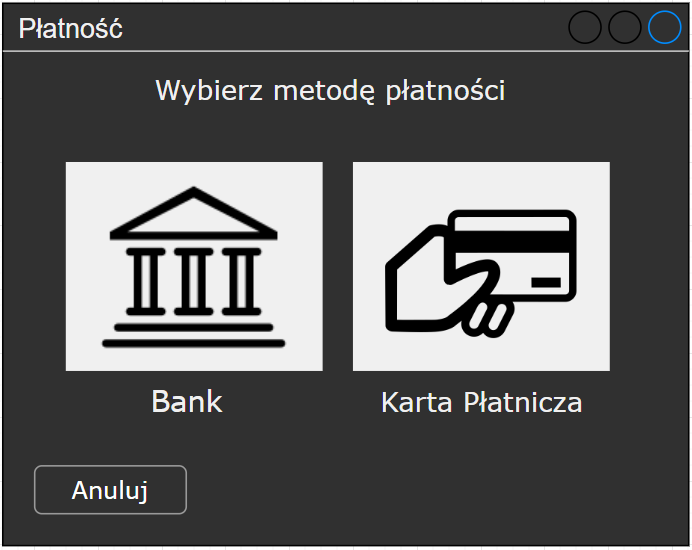 Płatność
Wybierz metodę płatności
Bank
Karta Płatnicza
Anuluj